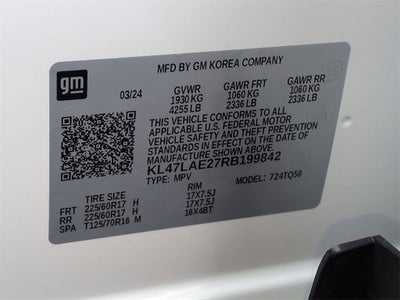 gm
MFD BY GM KOREA COMPANY
03/24 GVWR GAWR FRT GAWR RR
1930 KG 1060 KG 1060 KG
4255 LB 2336 LB 2336 LB
THIS VEHICLE CONFORMS TO ALL
APPLICABLE U.S. FEDERAL MOTOR
VEHICLE SAFETY AND THEFT
PREVENTION STANDARDS IN EFFECT
ON THE DATE OF MANUFACTURE
SHOWN ABOVE.
KL47LAE27RB199842
TYPE: MPV 724TQ58
TIRE SIZE RIM
FRT 225/60R17 H 17X7.5J
RR 225/60R17 H 17X7.5J
SPA T125/70R16 M 16X4BT